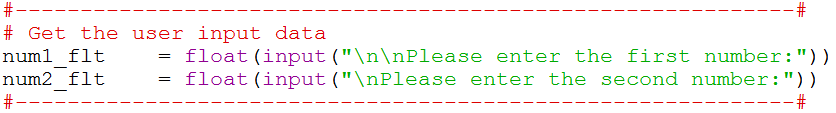 #------------------------------------------------------------#
# Get the user input data
num1_flt    = float(input("\n\nPlease enter the first number:"))
num2_flt    = float(input("\nPlease enter the second number:"))
#------------------------------------------------------------#